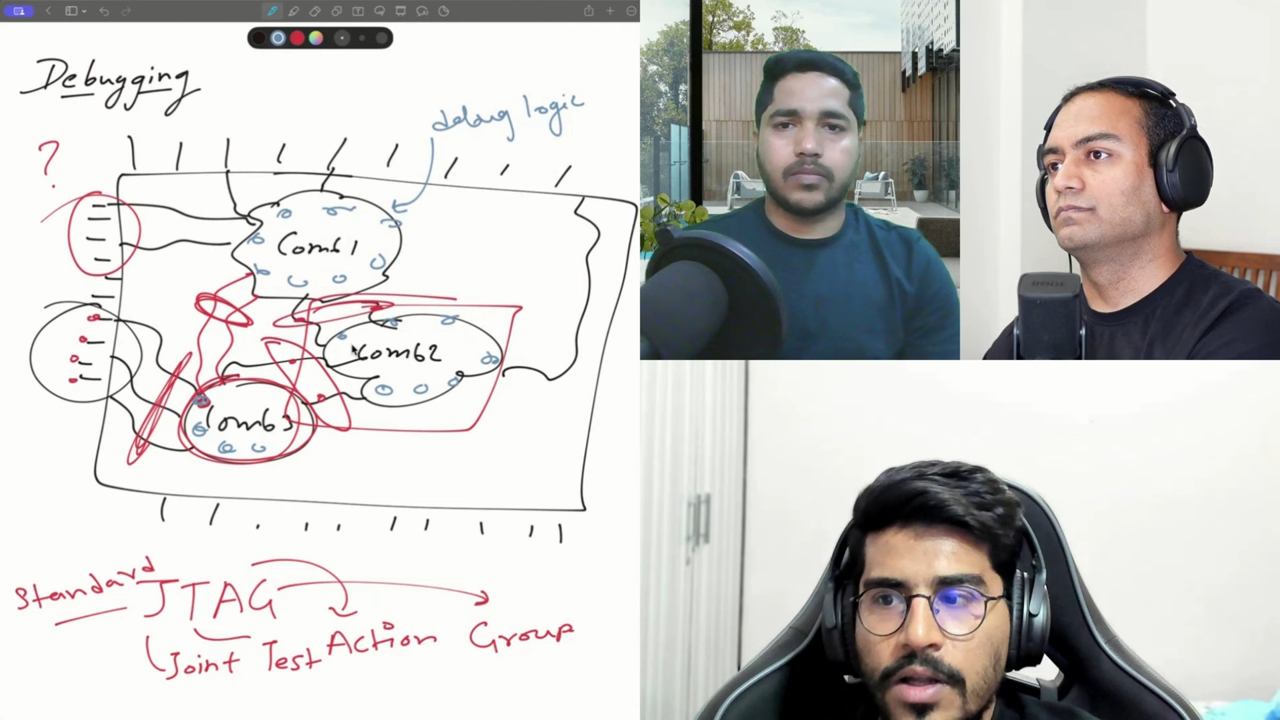 Debugging
debug logic
?
Comb1
Comb2
Comb3
Standard JTAG
Joint Test Action Group